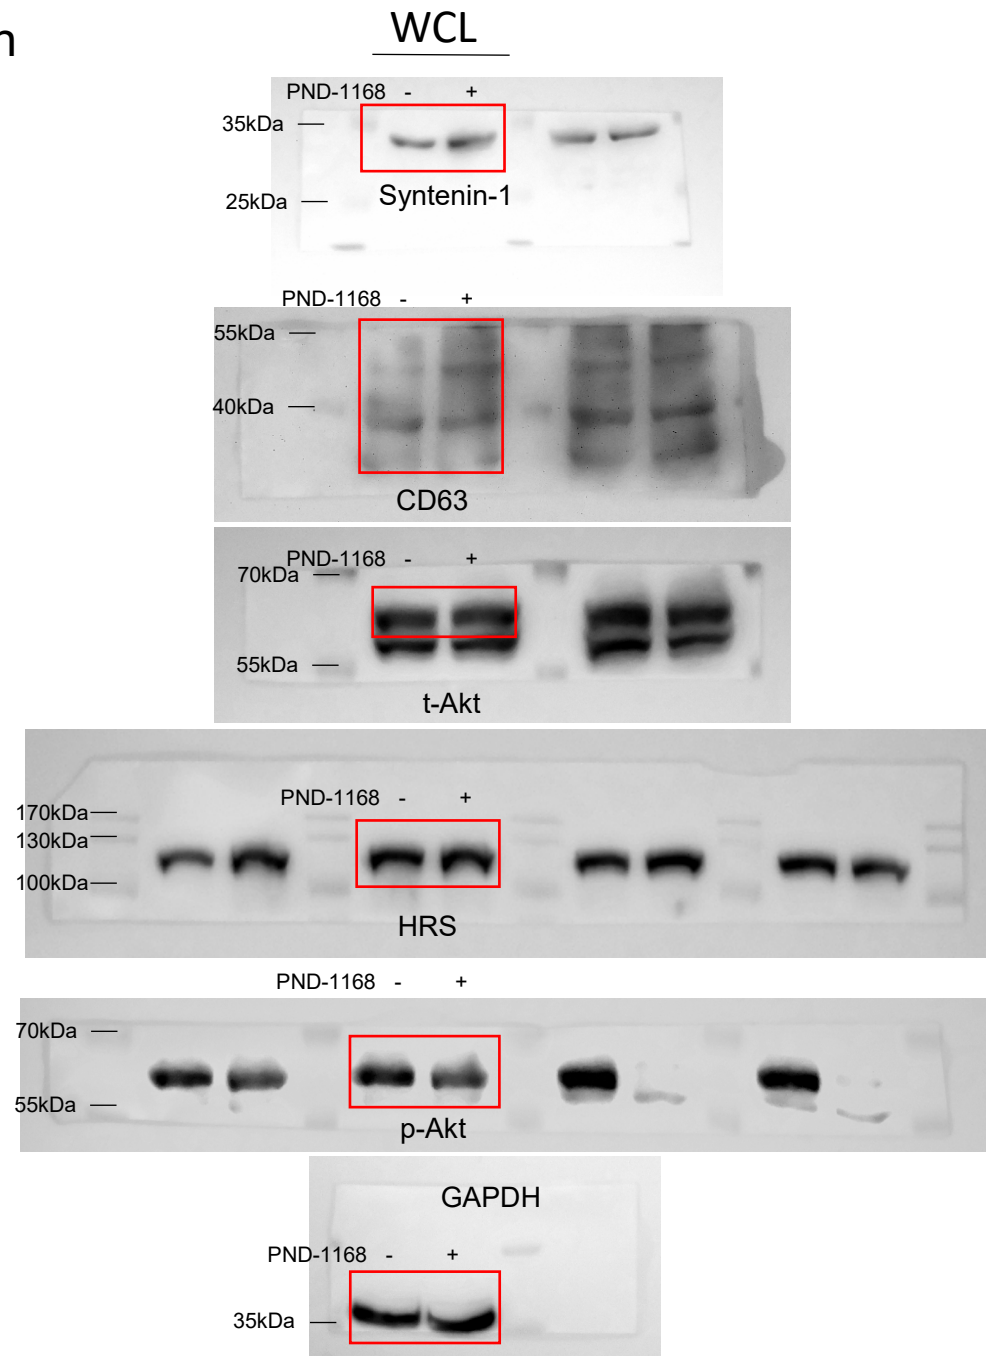 h
WCL
PND-1168 - +
35kDa
Syntenin-1
25kDa
PND-1168 - +
55kDa
40kDa
CD63
PND-1168 - +
70kDa
55kDa
t-Akt
PND-1168 - +
170kDa
130kDa
100kDa
HRS
PND-1168 - +
70kDa
55kDa
p-Akt
GAPDH
PND-1168 - +
35kDa